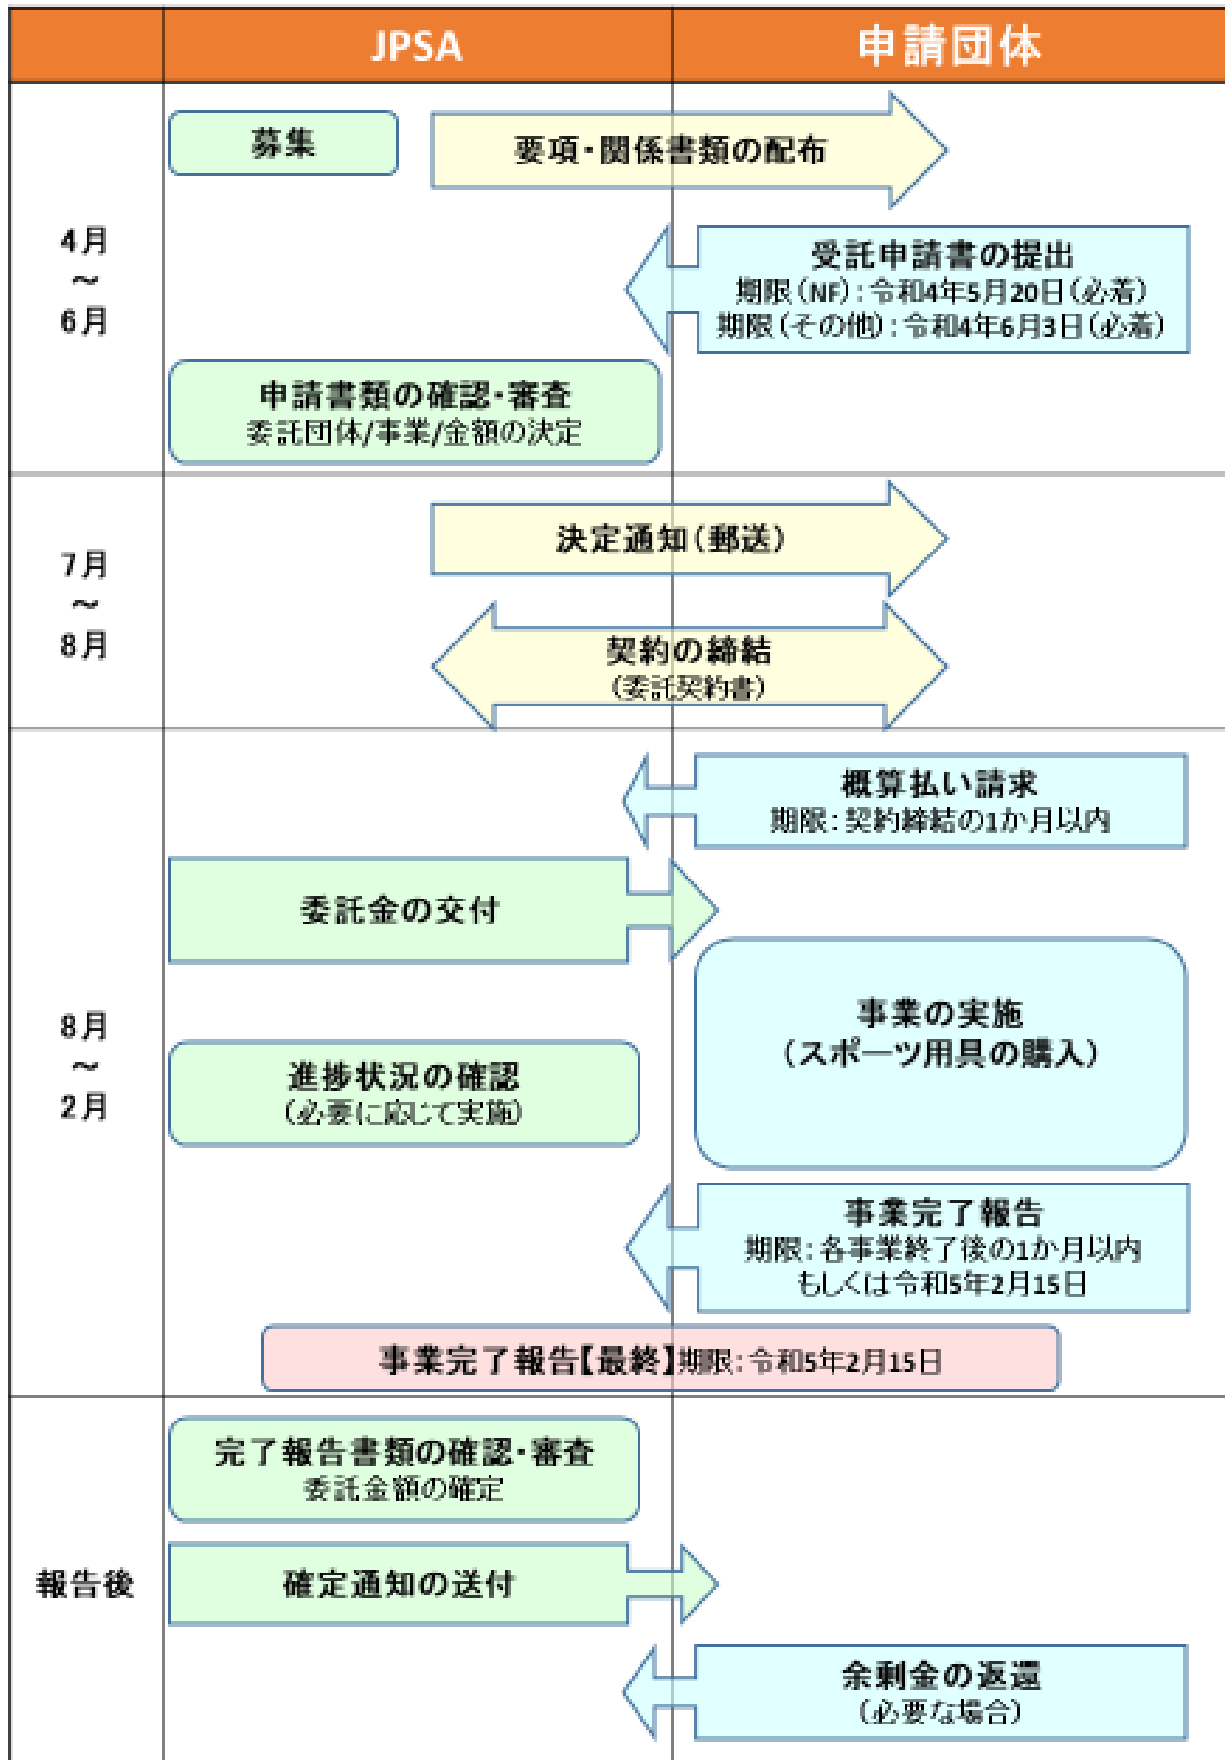 JPSA
申請団体
4月
～
6月
募集
要項・関係書類の配布
受託申請書の提出
期限(NF)：令和4年5月20日(必着)
期限(その他)：令和4年6月3日(必着)
申請書類の確認・審査
委託団体/事業/金額の決定
7月
～
8月
決定通知(郵送)
契約の締結
(委託契約書)
8月
～
2月
概算払い請求
期限：契約締結の1か月以内
委託金の交付
事業の実施
(スポーツ用具の購入)
進捗状況の確認
(必要に応じて実施)
事業完了報告
期限：各事業終了後の1か月以内
もしくは令和5年2月15日
事業完了報告【最終】期限：令和5年2月15日
報告後
完了報告書類の確認・審査
委託金額の確定
確定通知の送付
余剰金の返還
(必要な場合)